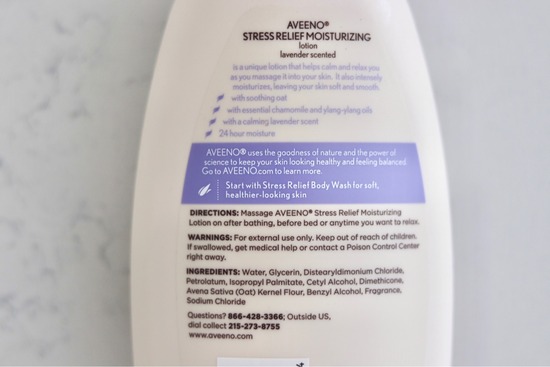 AVEENO®
STRESS RELIEF MOISTURIZING
lotion
lavender scented
is a unique lotion that helps calm and relax you
as you massage it into your skin. It also intensely
moisturizes, leaving your skin soft and smooth.
with soothing oat
with essential chamomile and ylang-ylang oils
with a calming lavender scent
24 hour moisture
AVEENO® uses the goodness of nature and the power of
science to keep your skin looking healthy and feeling balanced.
Go to AVEENO.com to learn more.
Start with Stress Relief Body Wash for soft,
healthier-looking skin
DIRECTIONS: Massage AVEENO® Stress Relief Moisturizing
Lotion on after bathing, before bed or anytime you want to relax.
WARNINGS: For external use only. Keep out of reach of children.
If swallowed, get medical help or contact a Poison Control Center
right away.
INGREDIENTS: Water, Glycerin, Distearyldimonium Chloride,
Petrolatum, Isopropyl Palmitate, Cetyl Alcohol, Dimethicone,
Avena Sativa (Oat) Kernel Flour, Benzyl Alcohol, Fragrance,
Sodium Chloride
Questions? 866-428-3366; Outside US,
dial collect 215-273-8755
www.aveeno.com